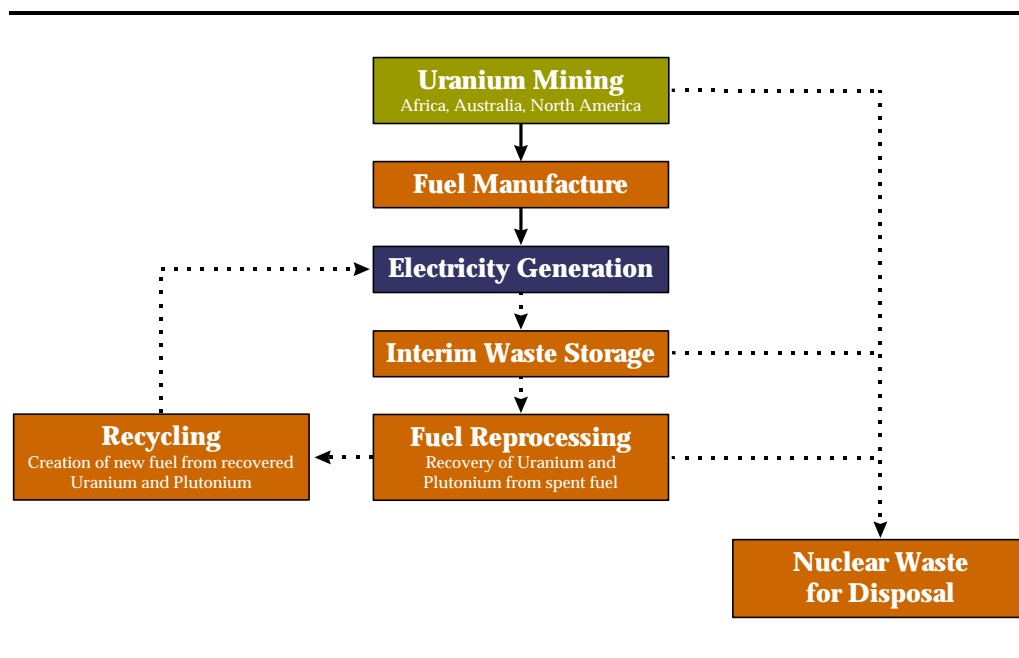 Uranium Mining
Africa, Australia, North America
Fuel Manufacture
Electricity Generation
Interim Waste Storage
Recycling
Creation of new fuel from recovered
Uranium and Plutonium
Fuel Reprocessing
Recovery of Uranium and
Plutonium from spent fuel
Nuclear Waste
for Disposal